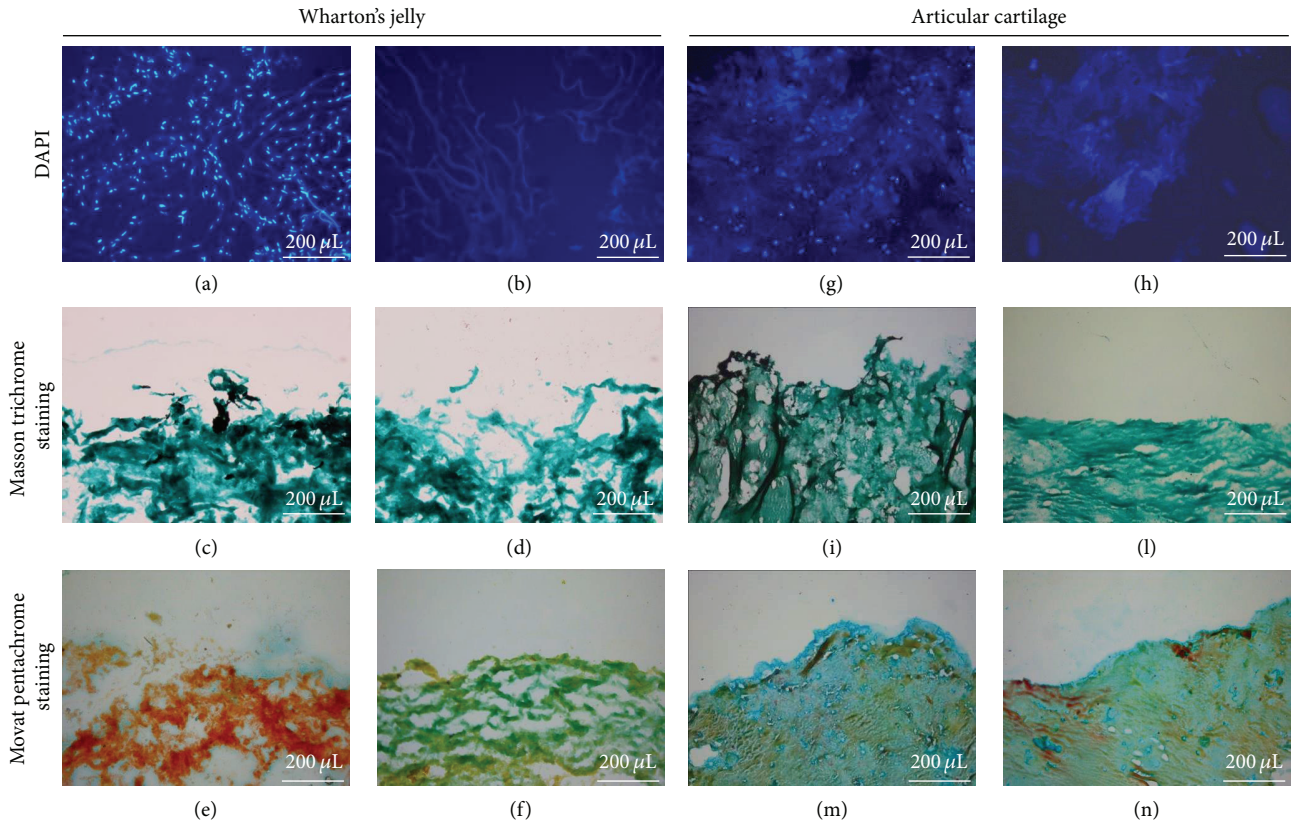 Wharton's jelly
Articular cartilage
DAPI
200 μL
200 μL
200 μL
200 μL
(a)
(b)
(g)
(h)
Masson trichrome
staining
200 μL
200 μL
200 μL
200 μL
(c)
(d)
(i)
(l)
Movat pentachrome
staining
200 μL
200 μL
200 μL
200 μL
(e)
(f)
(m)
(n)